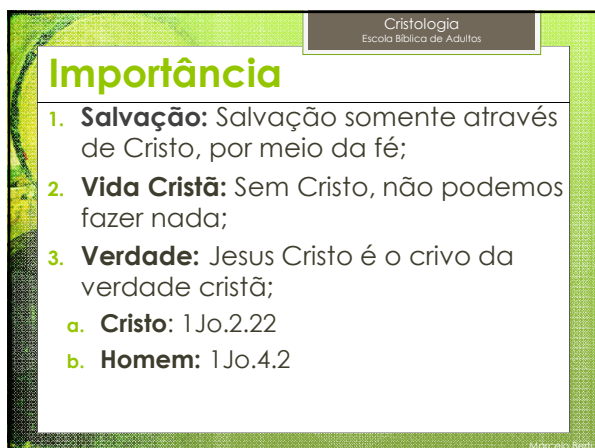 Cristologia
Escola Bíblica de Adultos
Importância
1. Salvação: Salvação somente através
de Cristo, por meio da fé;
2. Vida Cristã: Sem Cristo, não podemos
fazer nada;
3. Verdade: Jesus Cristo é o crivo da
verdade cristã;
a. Cristo: 1Jo.2.22
b. Homem: 1Jo.4.2
Marcelo